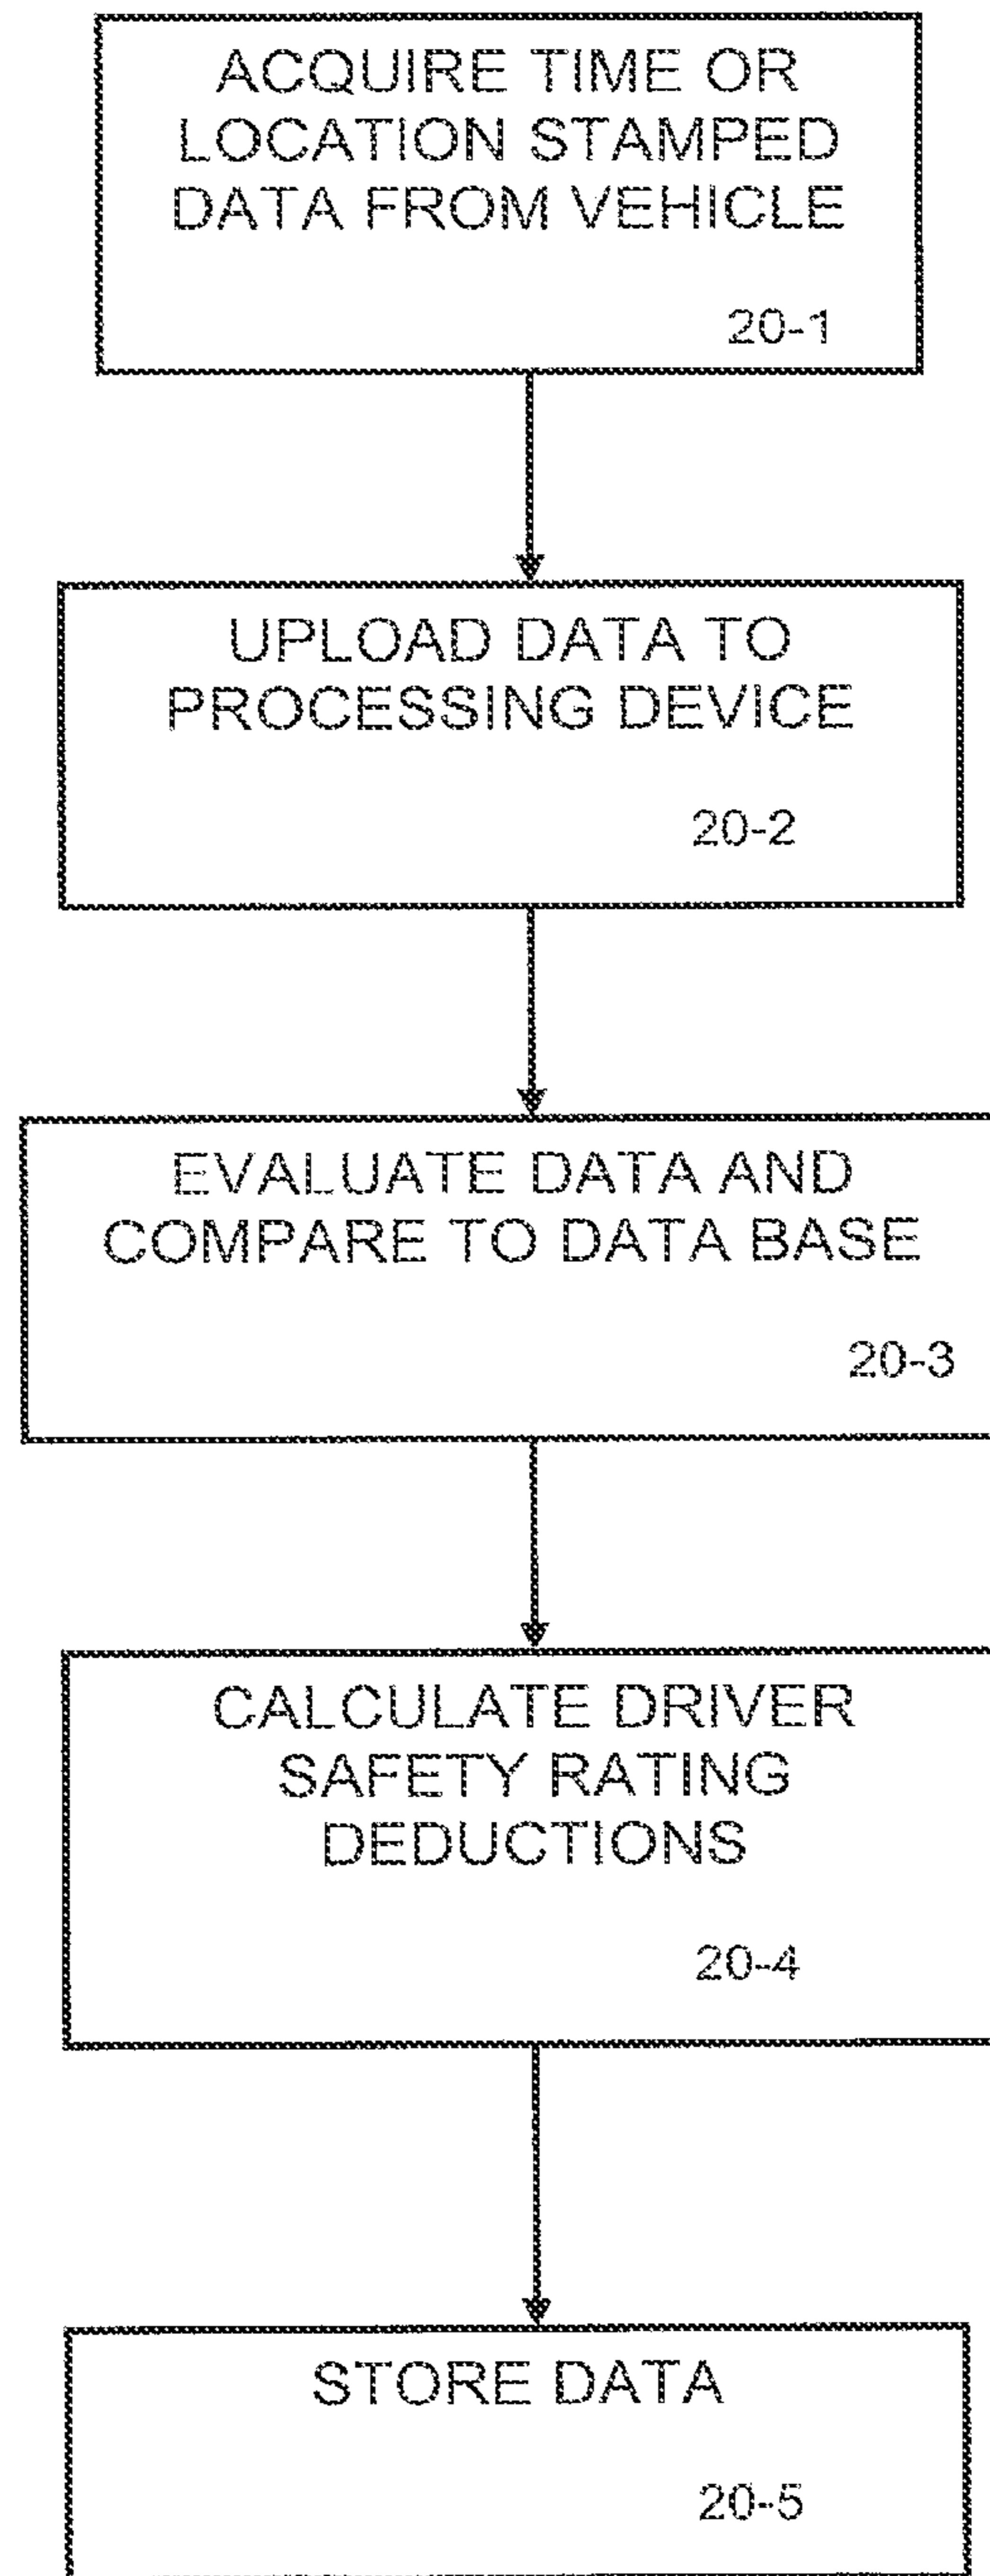 ACQUIRE TIME OR
LOCATION STAMPED
DATA FROM VEHICLE
20-1
UPLOAD DATA TO
PROCESSING DEVICE
20-2
EVALUATE DATA AND
COMPARE TO DATA BASE
20-3
CALCULATE DRIVER
SAFETY RATING
DEDUCTIONS
20-4
STORE DATA
20-5